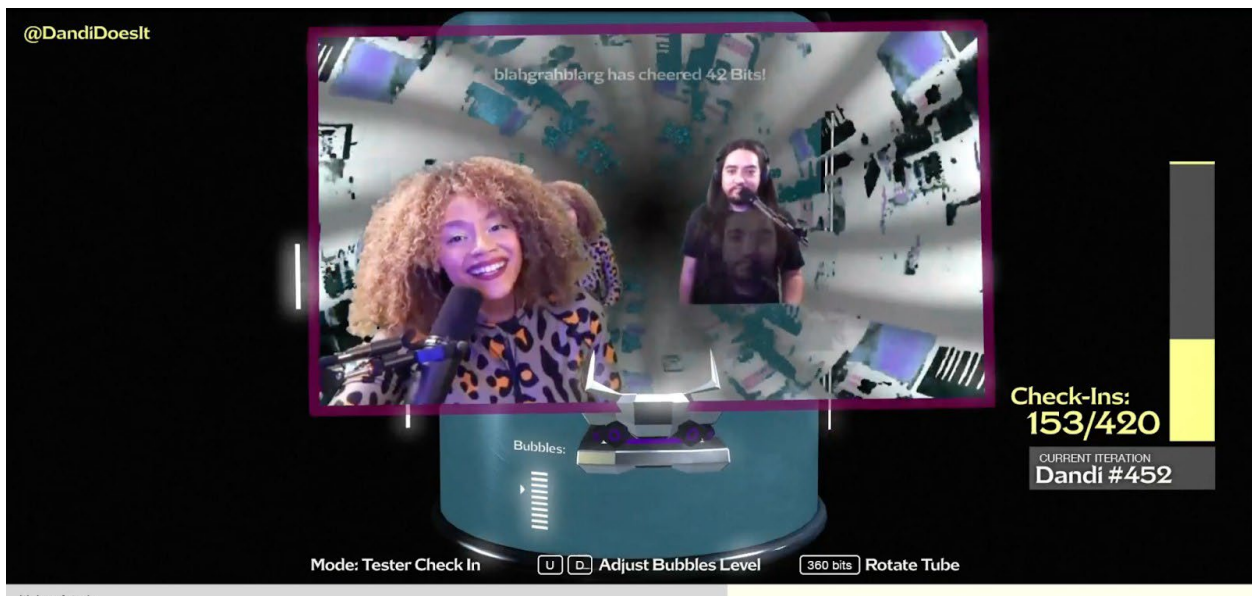 @DandiDoesIt
blahgrahblarg has cheered 42 Bits!
Check-Ins:
153/420
CURRENT ITERATION
Dandi #452
Bubbles:
Mode: Tester Check In
U D Adjust Bubbles Level
360 bits Rotate Tube